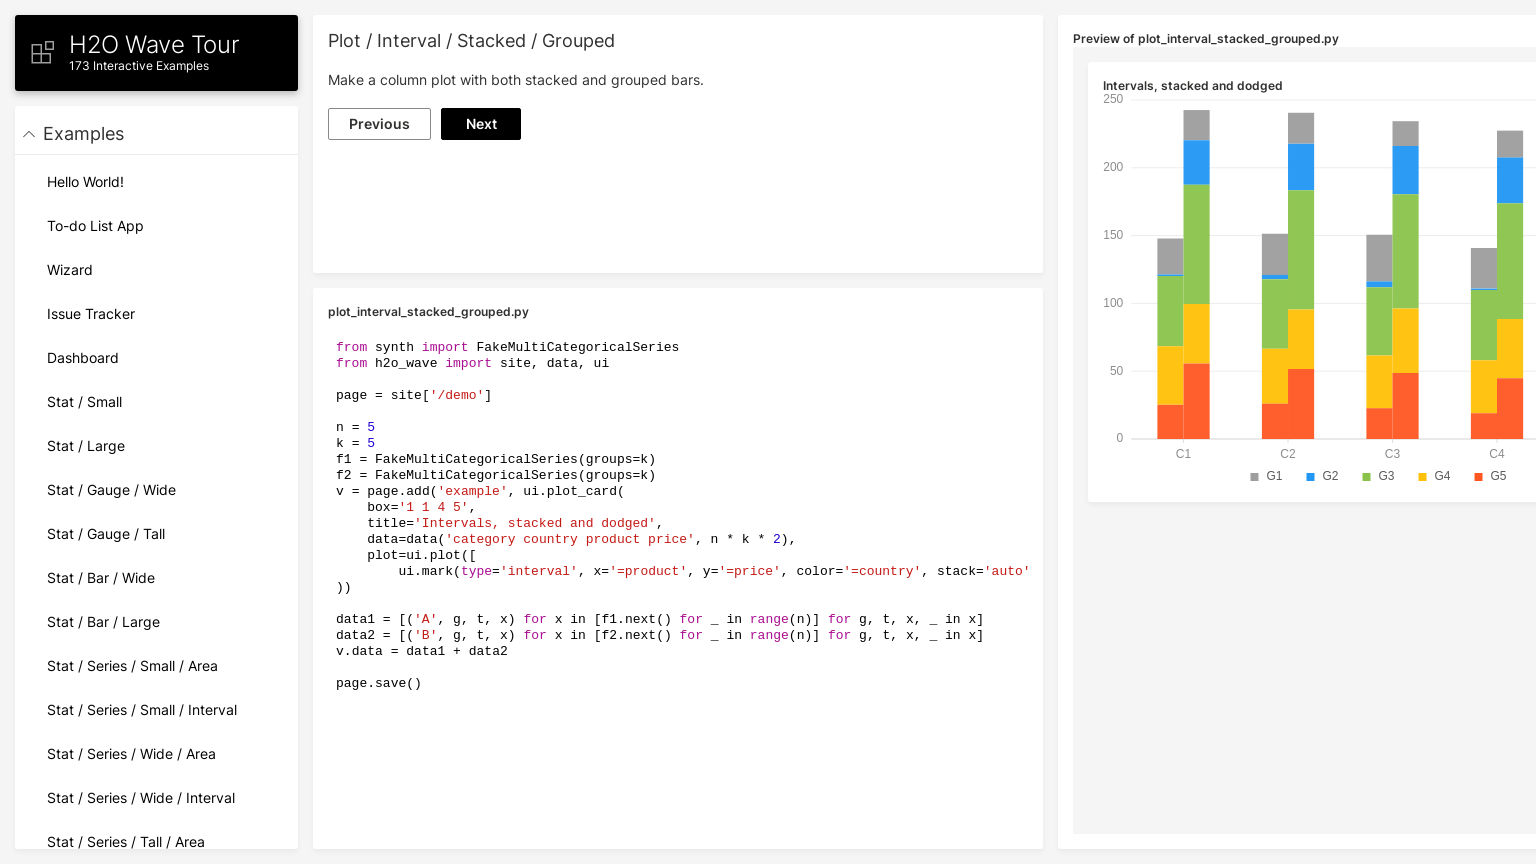 H2O Wave Tour
173 Interactive Examples
Examples
Hello World!
To-do List App
Wizard
Issue Tracker
Dashboard
Stat / Small
Stat / Large
Stat / Gauge / Wide
Stat / Gauge / Tall
Stat / Bar / Wide
Stat / Bar / Large
Stat / Series / Small / Area
Stat / Series / Small / Interval
Stat / Series / Wide / Area
Stat / Series / Wide / Interval
Stat / Series / Tall / Area
Plot / Interval / Stacked / Grouped
Make a column plot with both stacked and grouped bars.
Previous Next
plot_interval_stacked_grouped.py
from synth import FakeMultiCategoricalSeries
from h2o_wave import site, data, ui
page = site['/demo']
n = 5
k = 5
f1 = FakeMultiCategoricalSeries(groups=k)
f2 = FakeMultiCategoricalSeries(groups=k)
v = page.add('example', ui.plot_card(
    box='1 1 4 5',
    title='Intervals, stacked and dodged',
    data=data('category country product price', n * k * 2),
    plot=ui.plot([
        ui.mark(type='interval', x='=product', y='=price', color='=country', stack='auto'
))
data1 = [('A', g, t, x) for x in [f1.next() for _ in range(n)] for g, t, x, _ in x]
data2 = [('B', g, t, x) for x in [f2.next() for _ in range(n)] for g, t, x, _ in x]
v.data = data1 + data2
page.save()
Preview of plot_interval_stacked_grouped.py
Intervals, stacked and dodged
250
200
150
100
50
0
C1 C2 C3 C4
G1 G2 G3 G4 G5